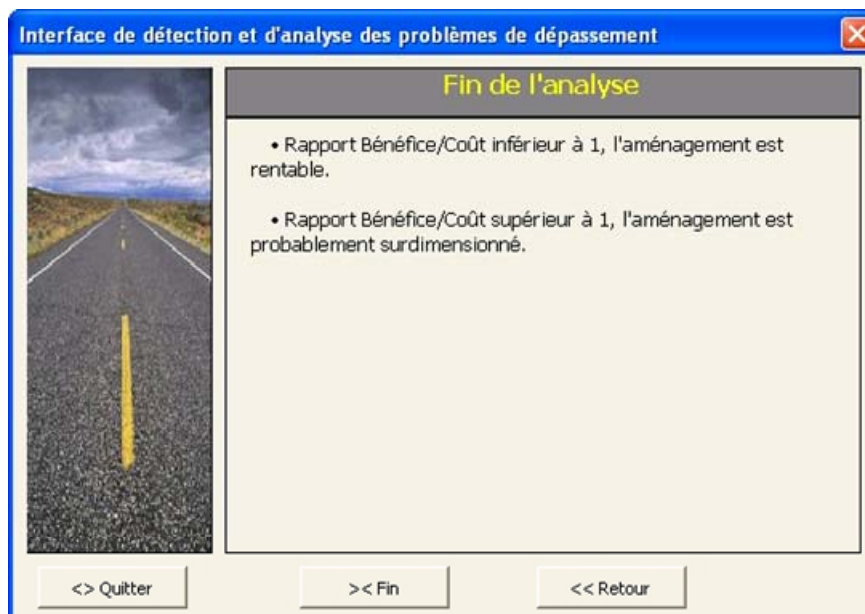 Interface de détection et d'analyse des problèmes de dépassement
Fin de l'analyse
• Rapport Bénéfice/Coût inférieur à 1, l'aménagement est
rentable.
• Rapport Bénéfice/Coût supérieur à 1, l'aménagement est
probablement surdimensionné.
<> Quitter
>< Fin
<< Retour